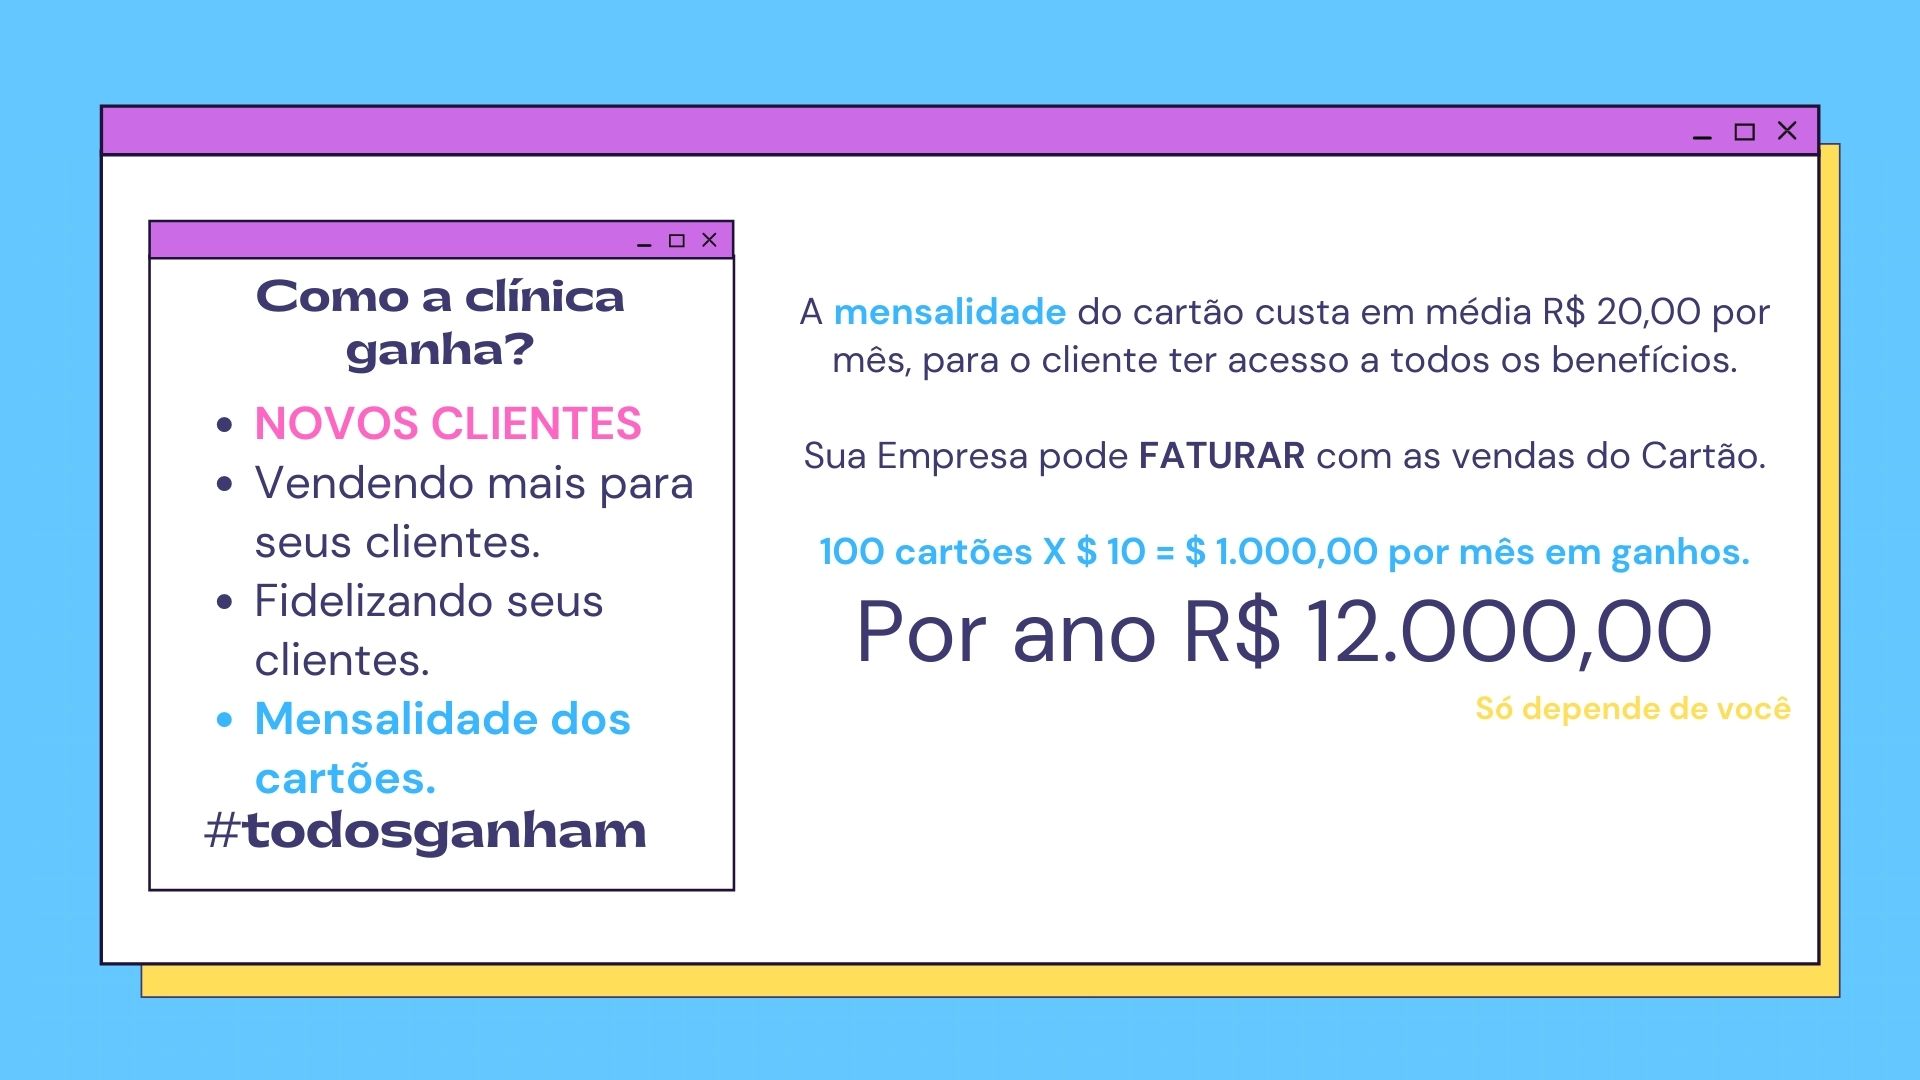 Como a clínica
ganha?
• NOVOS CLIENTES
• Vendendo mais para
seus clientes.
• Fidelizando seus
clientes.
• Mensalidade dos
cartões.
#todosganham
A mensalidade do cartão custa em média R$ 20,00 por
mês, para o cliente ter acesso a todos os benefícios.
Sua Empresa pode FATURAR com as vendas do Cartão.
100 cartões X $ 10 = $ 1.000,00 por mês em ganhos.
Por ano R$ 12.000,00
Só depende de você